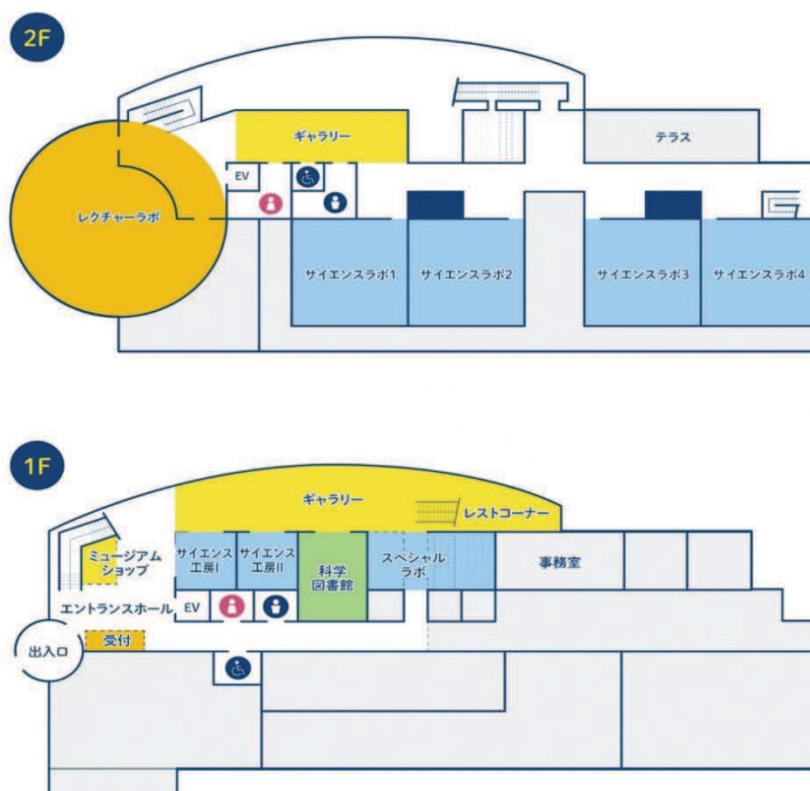 2F
ギャラリー
テラス
EV
レクチャーラボ
サイエンスラボ1
サイエンスラボ2
サイエンスラボ3
サイエンスラボ4
1F
ギャラリー
レストコーナー
ミュージアム
ショップ
サイエンス
工房I
サイエンス
工房II
科学
図書館
スペシャル
ラボ
事務室
エントランスホール
EV
受付
出入口